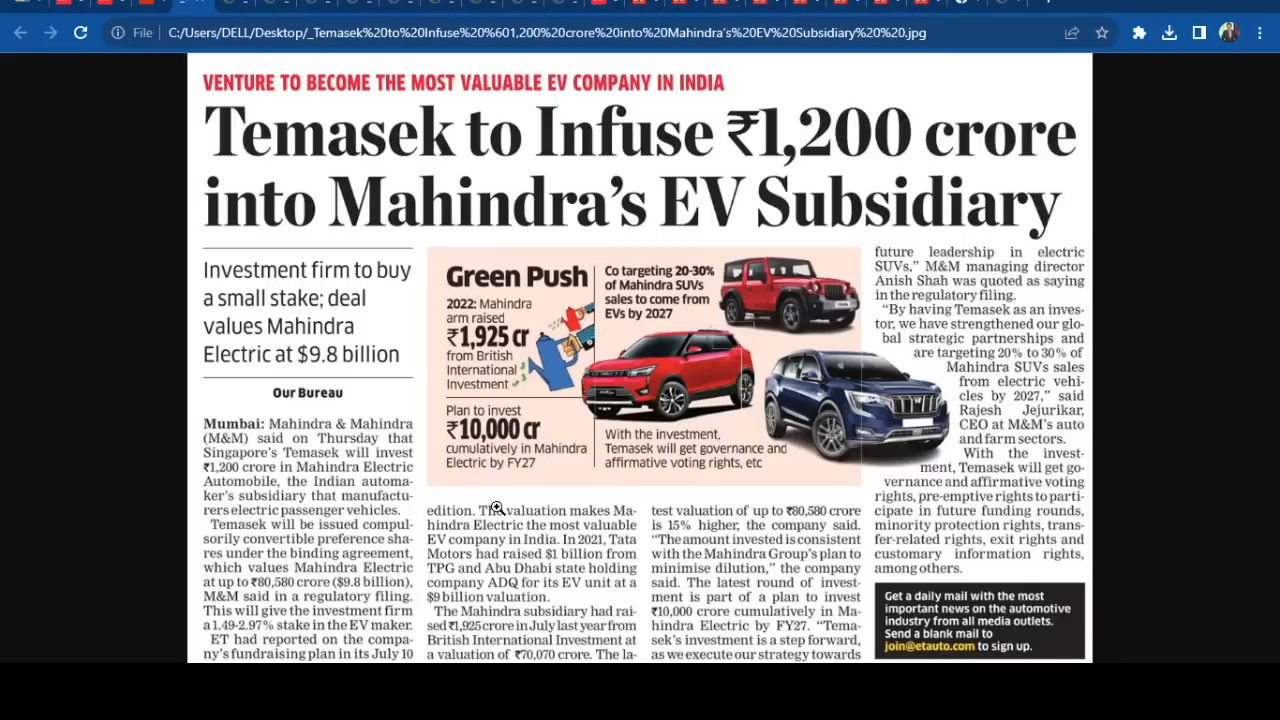 File
C:/Users/DELL/Desktop/_Temasek%20to%20Infuse%20%601,200%20crore%20into%20Mahindra's%20EV%20Subsidiary%20%20.jpg
VENTURE TO BECOME THE MOST VALUABLE EV COMPANY IN INDIA
Temasek to Infuse ₹1,200 crore
into Mahindra's EV Subsidiary
Investment firm to buy
a small stake; deal
values Mahindra
Electric at $9.8 billion
Our Bureau
Mumbai: Mahindra & Mahindra
(M&M) said on Thursday that
Singapore's Temasek will invest
₹1,200 crore in Mahindra Electric
Automobile, the Indian automa-
ker's subsidiary that manufactu-
rers electric passenger vehicles.
Temasek will be issued compul-
sorily convertible preference sha-
res under the binding agreement,
which values Mahindra Electric
at up to ₹80,580 crore ($9.8 billion),
M&M said in a regulatory filing.
This will give the investment firm
a 1.49-2.97% stake in the EV maker.
ET had reported on the compa-
ny's fundraising plan in its July 10
Green Push
2022: Mahindra
arm raised
₹1,925 cr
from British
International
Investment
Plan to invest
₹10,000 cr
cumulatively in Mahindra
Electric by FY27
Co targeting 20-30%
of Mahindra SUVs
sales to come from
EVs by 2027
With the investment,
Temasek will get governance and
affirmative voting rights, etc
edition. The valuation makes Ma-
hindra Electric the most valuable
EV company in India. In 2021, Tata
Motors had raised $1 billion from
TPG and Abu Dhabi state holding
company ADQ for its EV unit at a
$9 billion valuation.
The Mahindra subsidiary had rai-
sed ₹1,925 crore in July last year from
British International Investment at
a valuation of ₹70,070 crore. The la-
test valuation of up to ₹80,580 crore
is 15% higher, the company said.
"The amount invested is consistent
with the Mahindra Group's plan to
minimise dilution," the company
said. The latest round of invest-
ment is part of a plan to invest
₹10,000 crore cumulatively in Ma-
hindra Electric by FY27. "Tema-
sek's investment is a step forward,
as we execute our strategy towards
future leadership in electric
SUVs," M&M managing director
Anish Shah was quoted as saying
in the regulatory filing.
"By having Temasek as an inves-
tor, we have strengthened our glo-
bal strategic partnerships and
are targeting 20% to 30% of
Mahindra SUVs sales
from electric vehi-
cles by 2027," said
Rajesh Jejurikar,
CEO at M&M's auto
and farm sectors.
With the invest-
ment, Temasek will get go-
vernance and affirmative voting
rights, pre-emptive rights to parti-
cipate in future funding rounds,
minority protection rights, trans-
fer-related rights, exit rights and
customary information rights,
among others.
Get a daily mail with the most
important news on the automotive
industry from all media outlets.
Send a blank mail to
join@etauto.com to sign up.